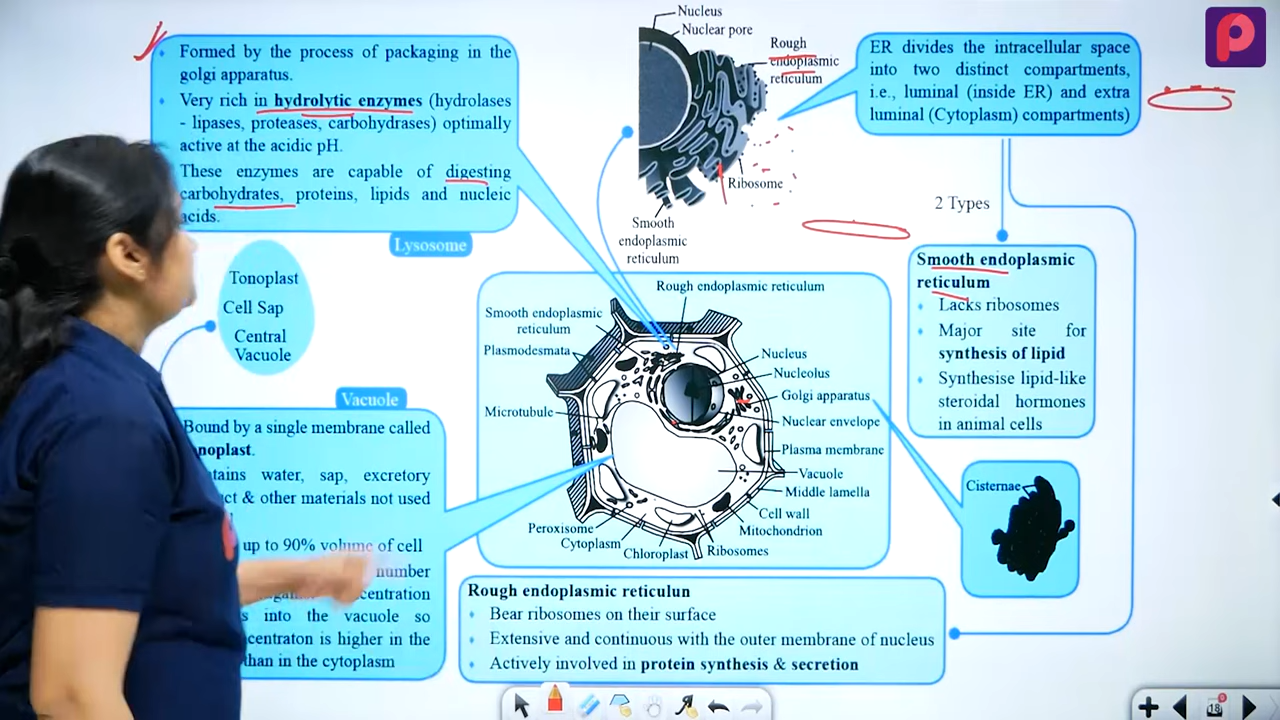 Formed by the process of packaging in the
golgi apparatus.
Very rich in hydrolytic enzymes (hydrolases
- lipases, proteases, carbohydrases) optimally
active at the acidic pH.
These enzymes are capable of digesting
carbohydrates, proteins, lipids and nucleic
acids.
Lysosome
Tonoplast
Cell Sap
Central
Vacuole
Vacuole
Bound by a single membrane called
noplast.
water, sap, excretory
& other materials not used
up to 90% volume of cell
number
into the vacuole so
is higher in the
than in the cytoplasm
Nucleus
Nuclear pore
Rough
endoplasmic
reticulum
Ribosome
Smooth
endoplasmic
reticulum
ER divides the intracellular space
into two distinct compartments,
i.e., luminal (inside ER) and extra
luminal (Cytoplasm) compartments)
2 Types
Smooth endoplasmic
reticulum
Lacks ribosomes
Major site for
synthesis of lipid
Synthesise lipid-like
steroidal hormones
in animal cells
Rough endoplasmic reticulum
Smooth endoplasmic
reticulum
Plasmodesmata
Microtubule
Peroxisome
Cytoplasm
Chloroplast
Ribosomes
Mitochondrion
Cell wall
Middle lamella
Vacuole
Plasma membrane
Nuclear envelope
Golgi apparatus
Nucleolus
Nucleus
Cisternae
Rough endoplasmic reticulun
Bear ribosomes on their surface
Extensive and continuous with the outer membrane of nucleus
Actively involved in protein synthesis & secretion
18